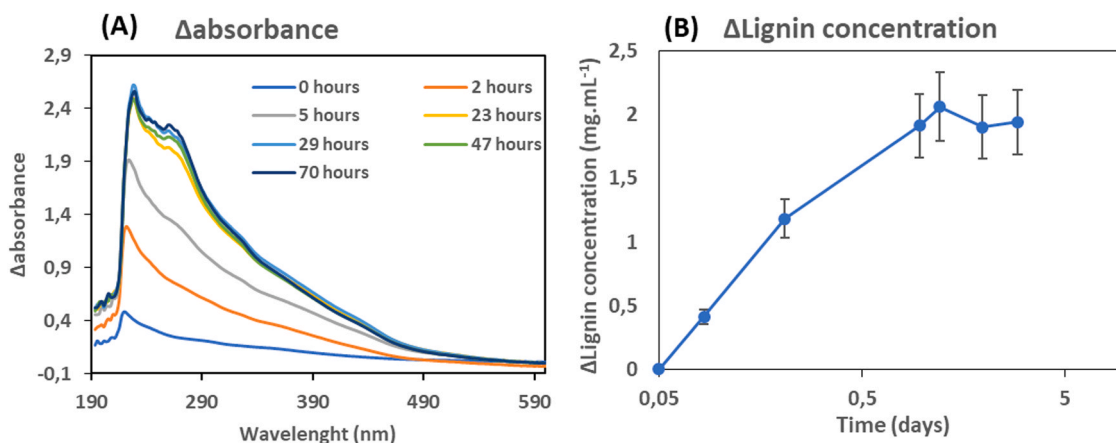 (A) Δabsorbance
Δabsorbance
2,9
2,4
1,9
1,4
0,9
0,4
-0,1
0 hours
2 hours
5 hours
23 hours
29 hours
47 hours
70 hours
190 290 390 490 590
Wavelenght (nm)
(B) ΔLignin concentration
ΔLignin concentration (mg.mL⁻¹)
2,5
2
1,5
1
0,5
0
0,05 0,5 5
Time (days)